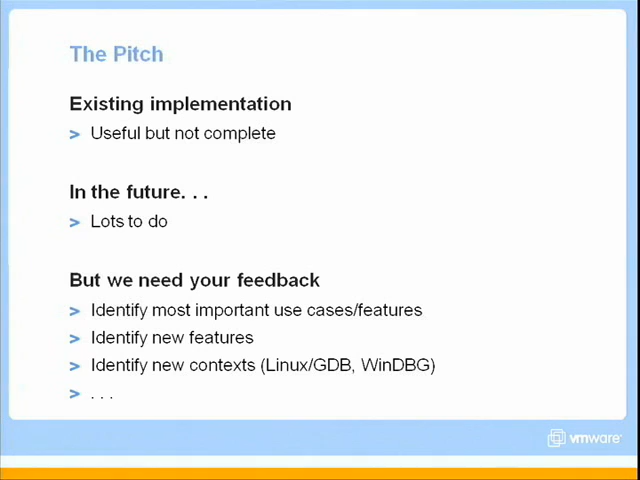 The Pitch
Existing implementation
> Useful but not complete
In the future. . .
> Lots to do
But we need your feedback
> Identify most important use cases/features
> Identify new features
> Identify new contexts (Linux/GDB, WinDBG)
> . . .
vmware